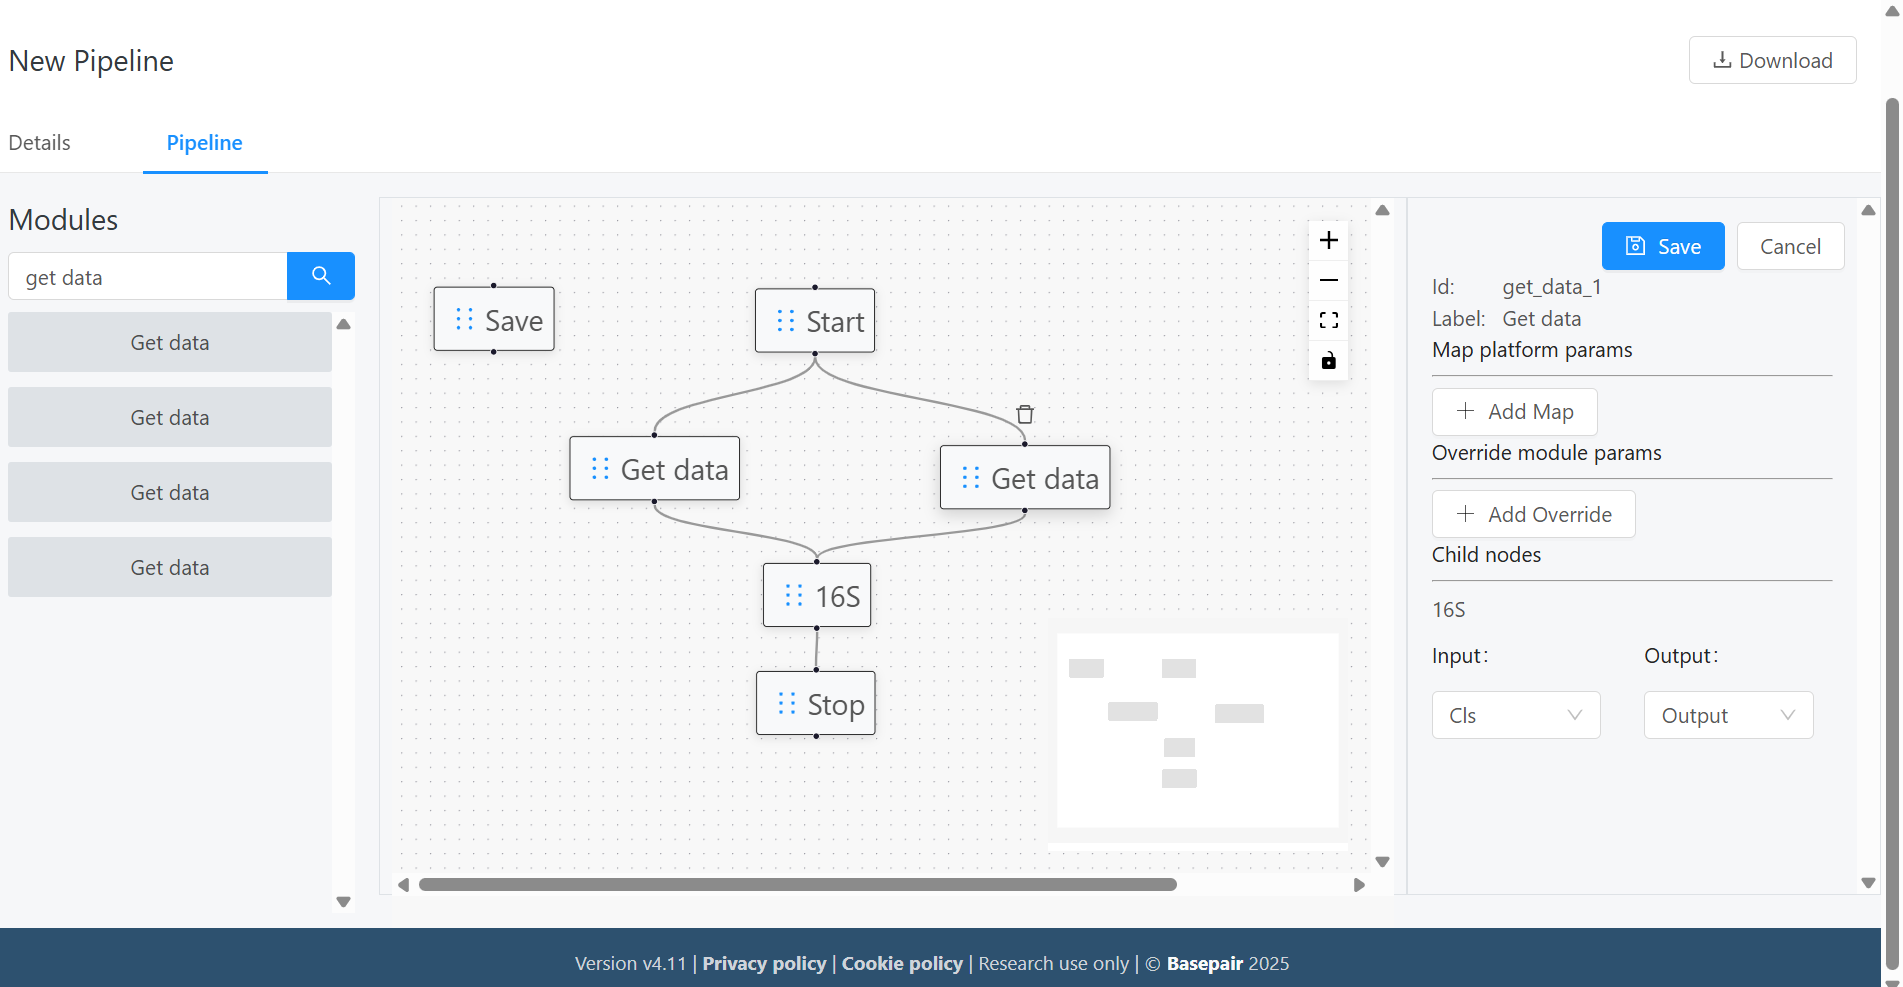 New Pipeline
Download
Details
Pipeline
Modules
get data
Get data
Get data
Get data
Get data
Save
Start
Get data
Get data
16S
Stop
Save
Cancel
Id: get_data_1
Label: Get data
Map platform params
Add Map
Override module params
Add Override
Child nodes
16S
Input: Output:
Cls Output
Version v4.11 | Privacy policy | Cookie policy | Research use only | © Basepair 2025